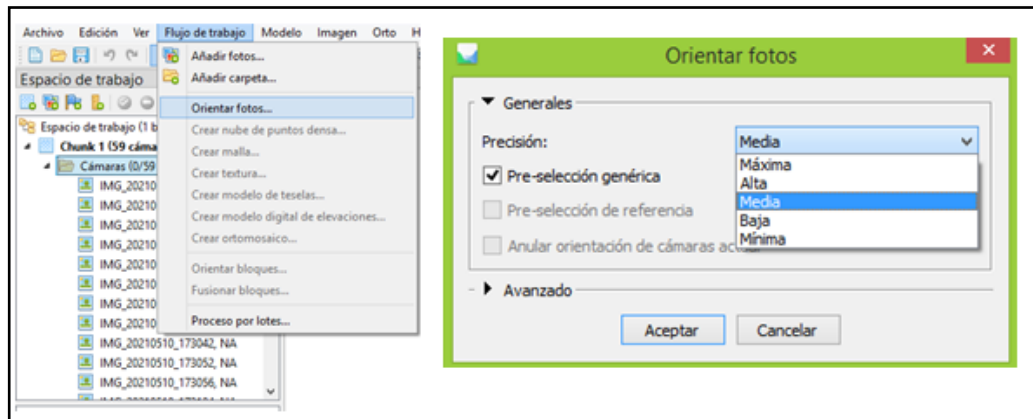 Archivo Edición Ver Flujo de trabajo Modelo Imagen Orto H
Añadir fotos...
Espacio de trabajo
Añadir carpeta...
Orientar fotos...
Espacio de trabajo (1 b
Crear nube de puntos densa...
Chunk 1 (59 cáma
Crear malla...
Cámaras (0/59
Crear textura...
IMG_20210
Crear modelo de teselas...
IMG_20210
Crear modelo digital de elevaciones...
IMG_20210
Crear ortomosaico...
IMG_20210
IMG_20210
Orientar bloques...
IMG_20210
Fusionar bloques...
IMG_20210
IMG_20210
Proceso por lotes...
IMG_20210510_173042, NA
IMG_20210510_173052, NA
IMG_20210510_173056, NA
Orientar fotos
Generales
Precisión:
Media
Máxima
Alta
Media
Baja
Mínima
Pre-selección genérica
Pre-selección de referencia
Anular orientación de cámaras
Avanzado
Aceptar Cancelar